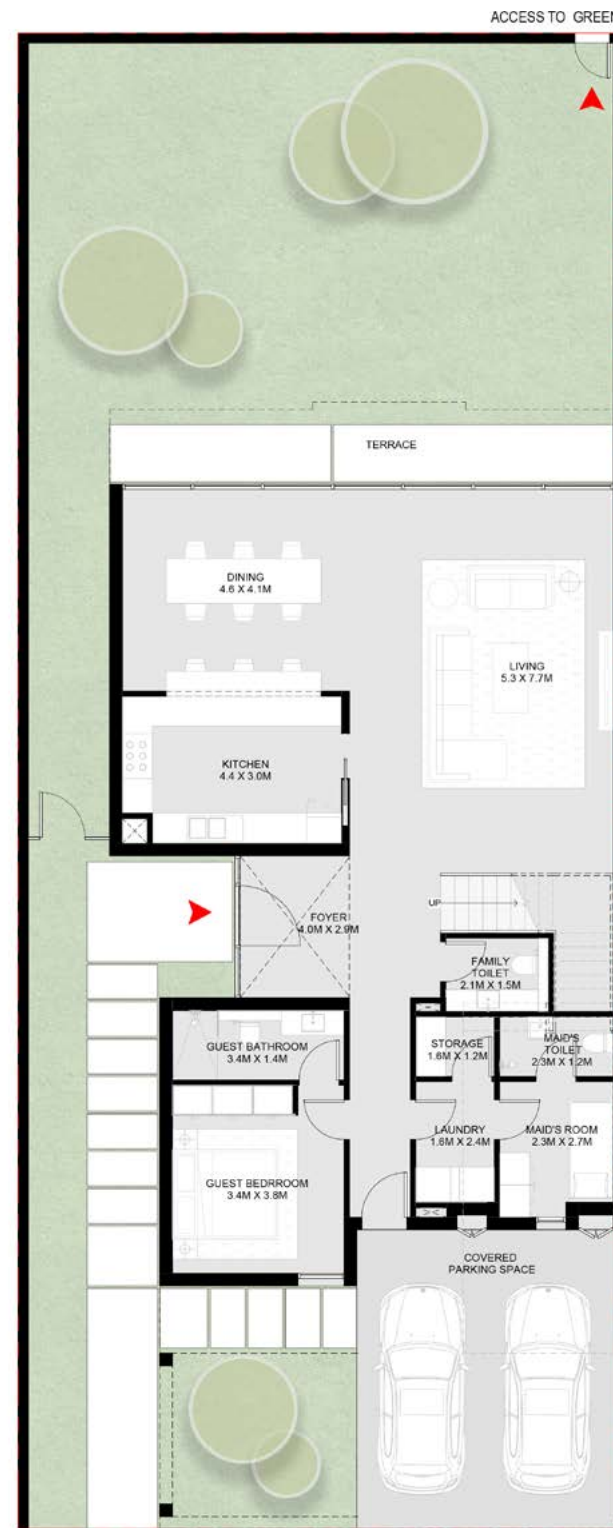 ACCESS TO GREEN
TERRACE
DINING
4.6 X 4.1M
LIVING
5.3 X 7.7M
KITCHEN
4.4 X 3.0M
FOYER
4.0M X 2.9M
UP
FAMILY
TOILET
2.1M X 1.5M
GUEST BATHROOM
3.4M X 1.4M
STORAGE
1.6M X 1.2M
MAID'S
TOILET
2.3M X 1.2M
LAUNDRY
1.6M X 2.4M
MAID'S ROOM
2.3M X 2.7M
GUEST BEDRROOM
3.4M X 3.8M
COVERED
PARKING SPACE